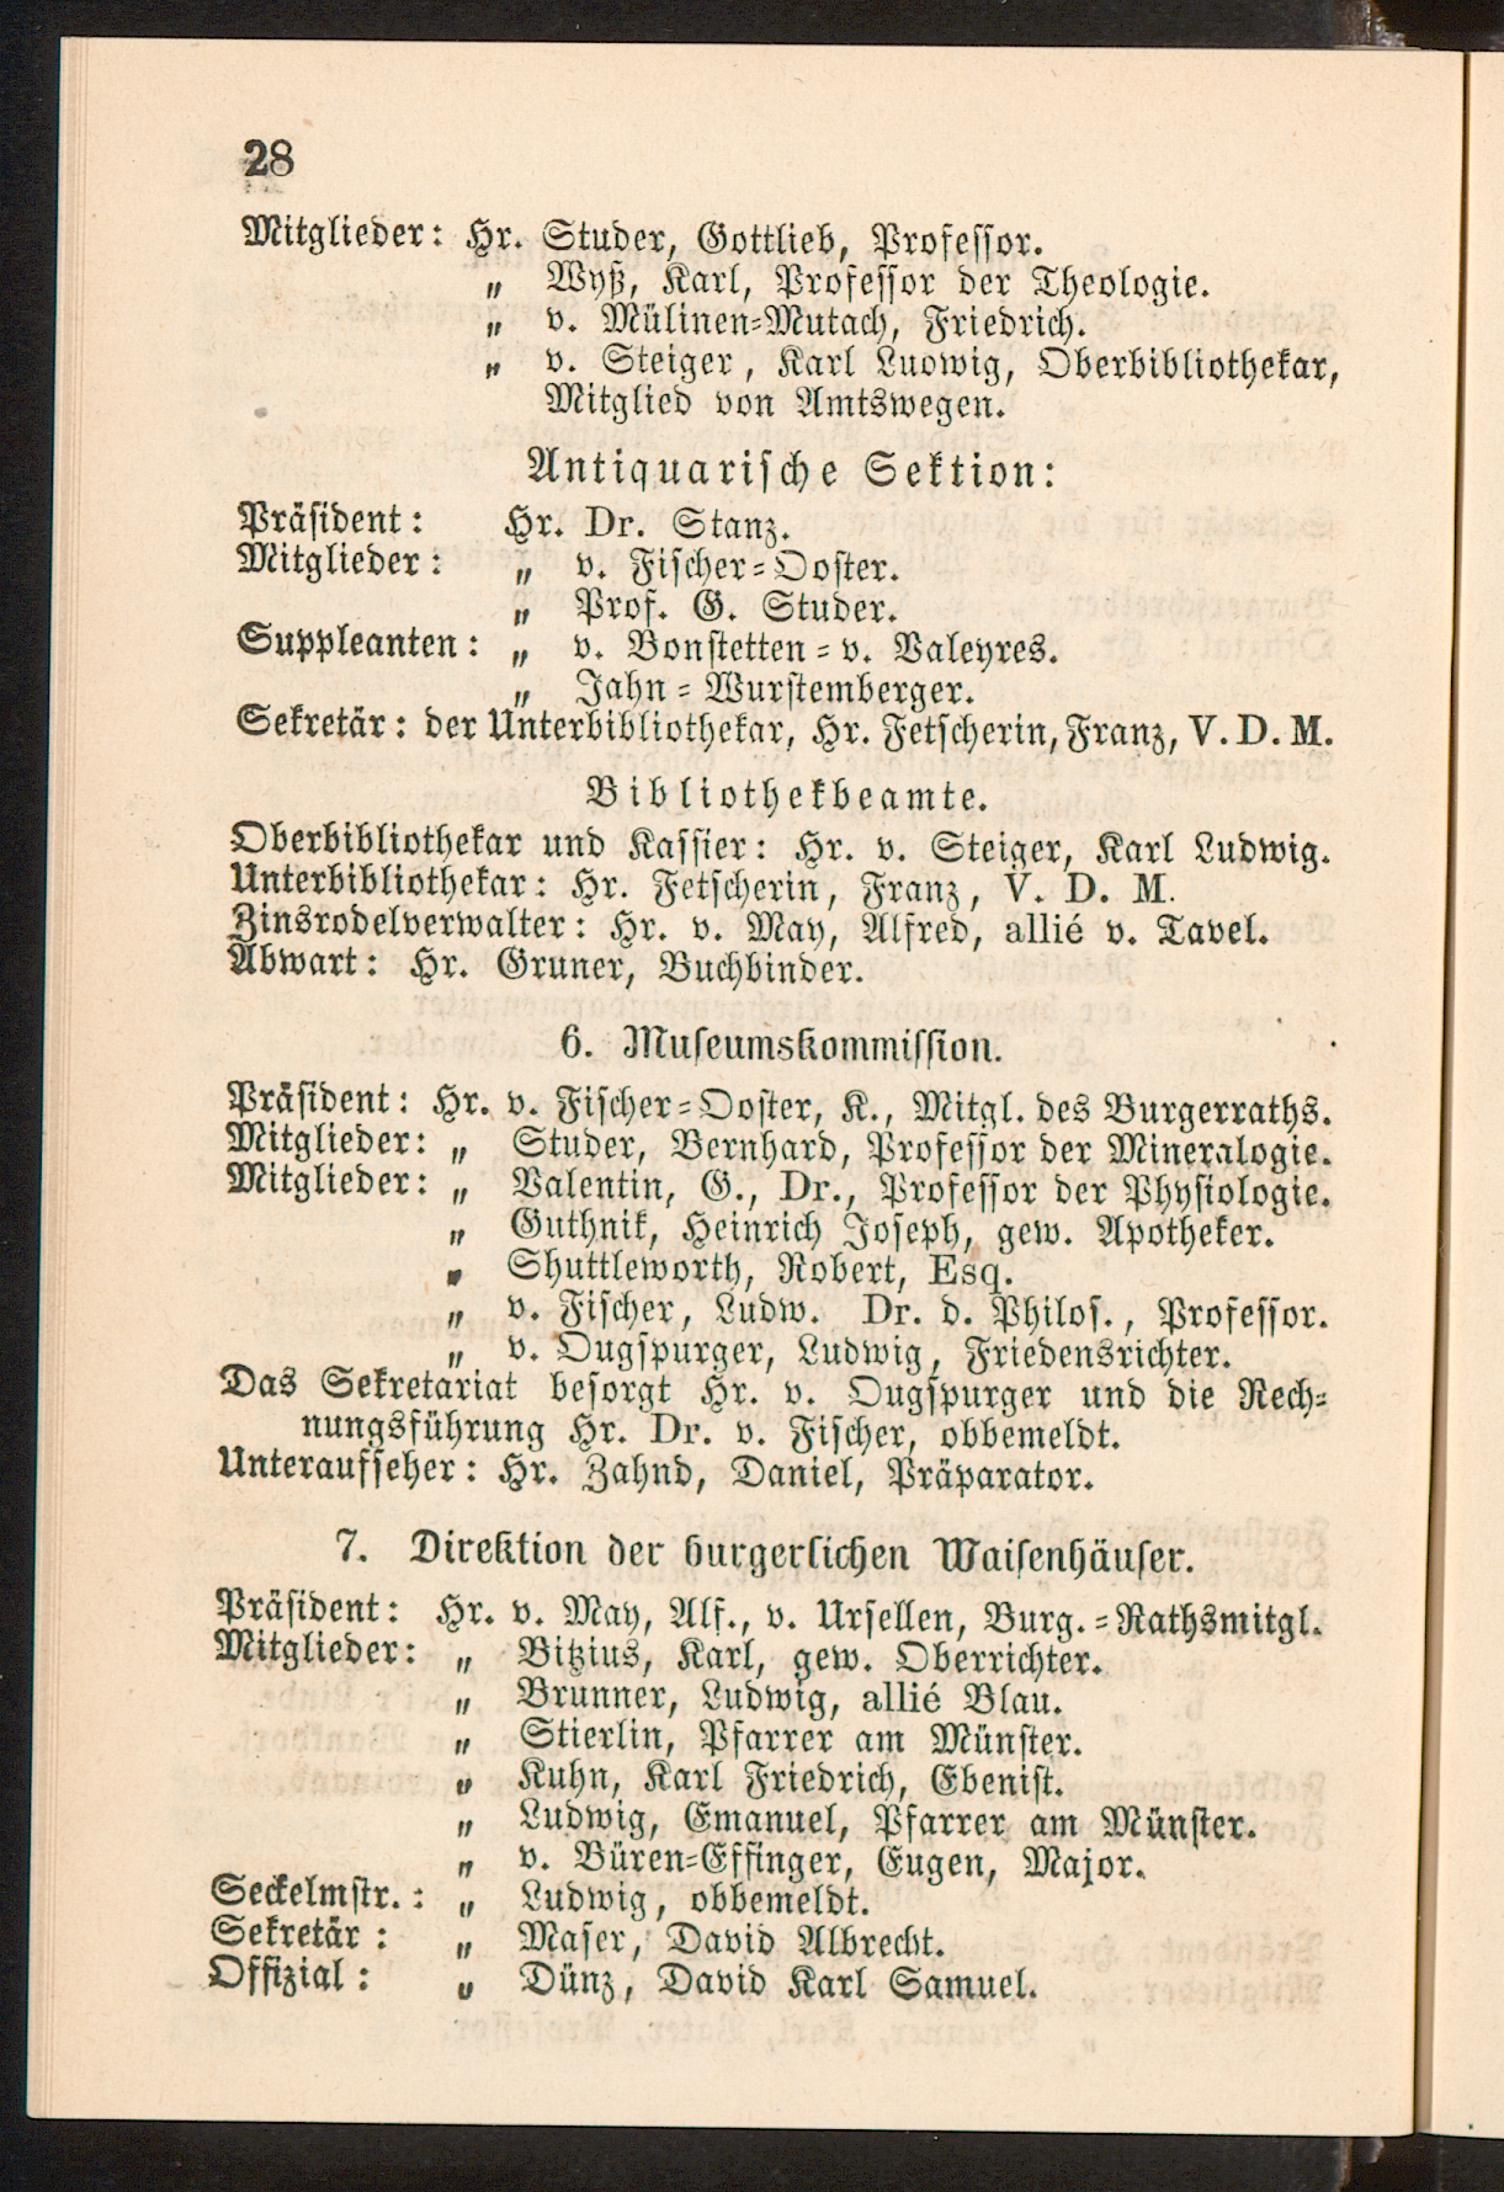 28
Mitglieder: Hr. Studer, Gottlieb, Professor.
„ Wyß, Karl, Professor der Theologie.
„ v. Mülinen=Mutach, Friedrich.
„ v. Steiger, Karl Ludwig, Oberbibliothekar,
Mitglied von Amtswegen.
Antiquarische Sektion:
Präsident: Hr. Dr. Stanz.
Mitglieder: „ v. Fischer=Ooster.
„ Prof. G. Studer.
Suppleanten: „ v. Bonstetten=v. Valeyres.
„ Jahn=Wurstemberger.
Sekretär: der Unterbibliothekar, Hr. Fetscherin, Franz, V. D. M.
Bibliothekbeamte.
Oberbibliothekar und Kassier: Hr. v. Steiger, Karl Ludwig.
Unterbibliothekar: Hr. Fetscherin, Franz, V. D. M.
Zinsrodelverwalter: Hr. v. May, Alfred, allié v. Tavel.
Abwart: Hr. Gruner, Buchbinder.
6. Museumskommission.
Präsident: Hr. v. Fischer=Ooster, K., Mitgl. des Burgerraths.
Mitglieder: „ Studer, Bernhard, Professor der Mineralogie.
Mitglieder: „ Valentin, G., Dr., Professor der Physiologie.
„ Guthnik, Heinrich Joseph, gew. Apotheker.
„ Shuttleworth, Robert, Esq.
„ v. Fischer, Ludw. Dr. d. Philos., Professor.
„ v. Ougspurger, Ludwig, Friedensrichter.
Das Sekretariat besorgt Hr. v. Ougspurger und die Rech=
nungsführung Hr. Dr. v. Fischer, obbemeldt.
Unteraufseher: Hr. Zahnd, Daniel, Präparator.
7. Direktion der burgerlichen Waisenhäuser.
Präsident: Hr. v. May, Alf., v. Ursellen, Burg.=Rathsmitgl.
Mitglieder: „ Bitzius, Karl, gew. Oberrichter.
„ Brunner, Ludwig, allié Blau.
„ Stierlin, Pfarrer am Münster.
„ Kuhn, Karl Friedrich, Ebenist.
„ Ludwig, Emanuel, Pfarrer am Münster.
„ v. Büren=Effinger, Eugen, Major.
Seckelmstr.: „ Ludwig, obbemeldt.
Sekretär: „ Maser, David Albrecht.
Offizial: „ Dünz, David Karl Samuel.